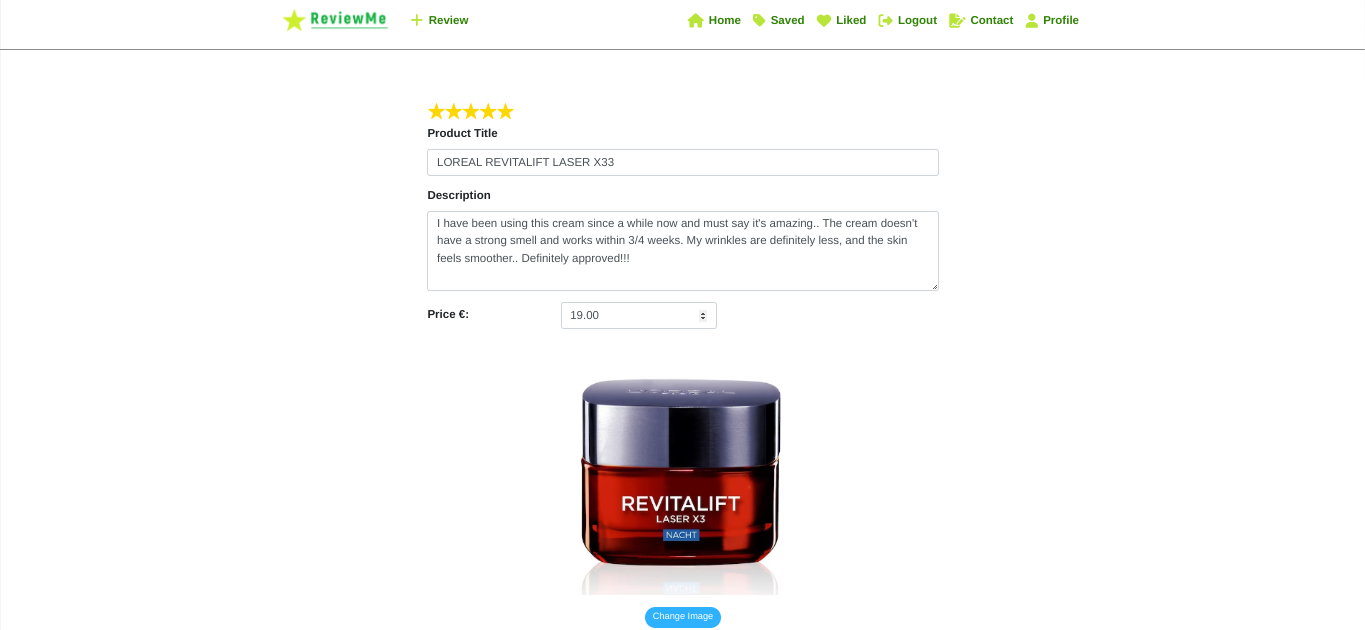 ReviewMe
Review
Home
Saved
Liked
Logout
Contact
Profile
Product Title
LOREAL REVITALIFT LASER X33
Description
I have been using this cream since a while now and must say it's amazing.. The cream doesn't
have a strong smell and works within 3/4 weeks. My wrinkles are definitely less, and the skin
feels smoother.. Definitely approved!!!
Price €:
19.00
REVITALIFT
LASER X3
NACHT
Change Image